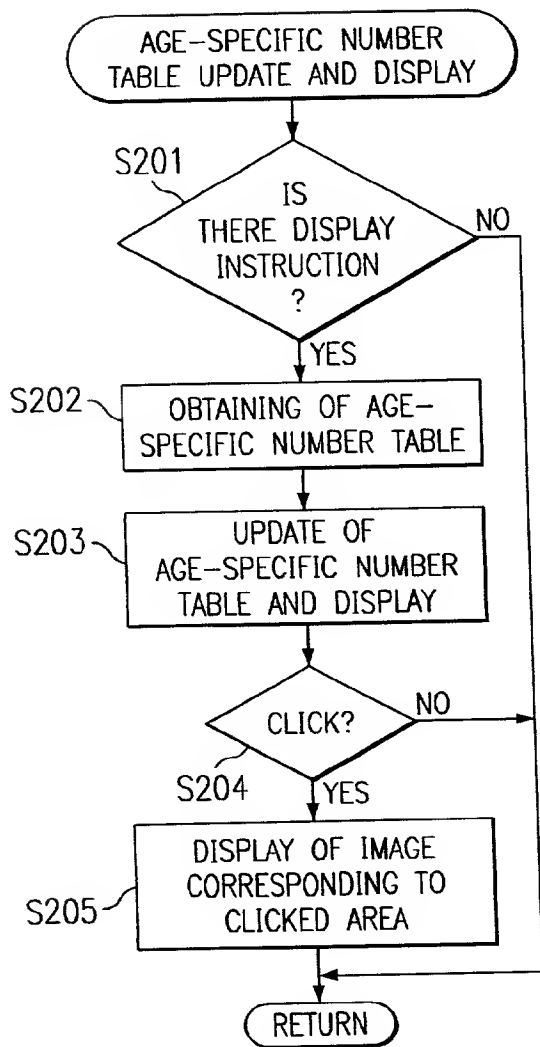 AGE-SPECIFIC NUMBER
TABLE UPDATE AND DISPLAY
S201
IS
THERE DISPLAY
INSTRUCTION
?
NO
YES
S202
OBTAINING OF AGE-
SPECIFIC NUMBER TABLE
S203
UPDATE OF
AGE-SPECIFIC NUMBER
TABLE AND DISPLAY
CLICK?
NO
S204
YES
DISPLAY OF IMAGE
CORRESPONDING TO
CLICKED AREA
S205
RETURN